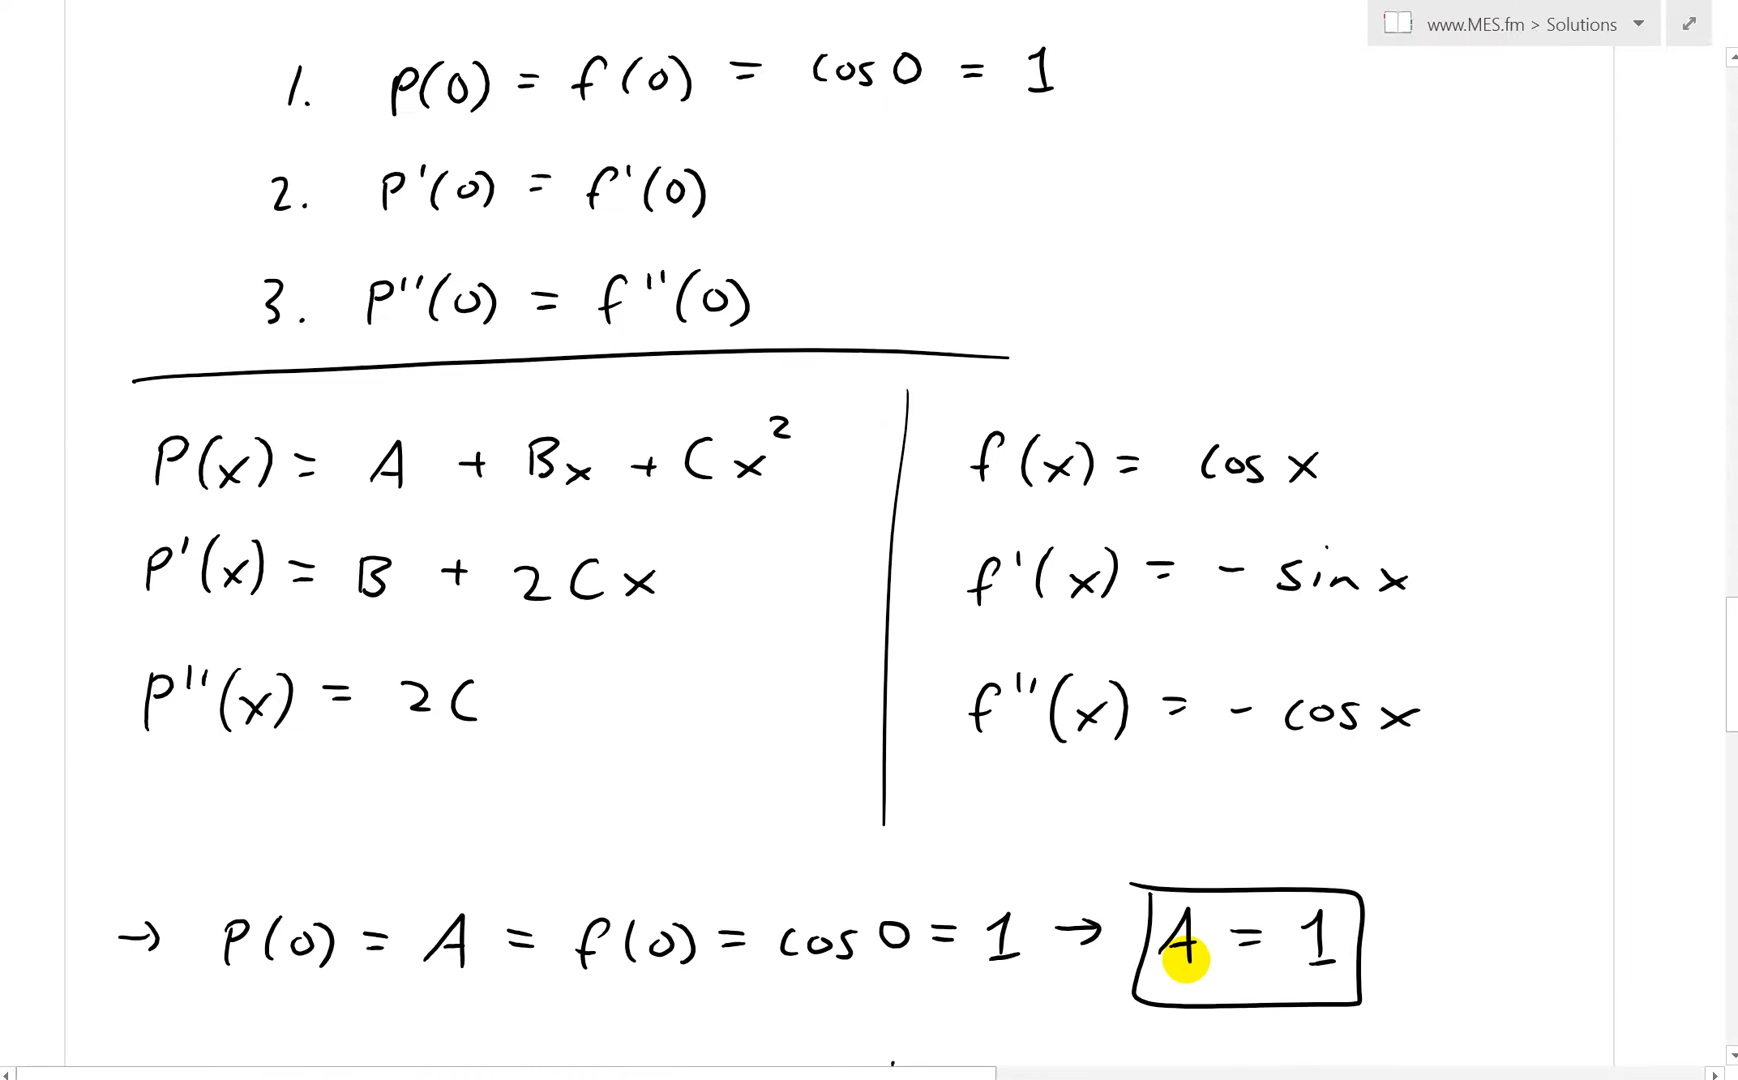 www.MES.fm > Solutions
1. P(0) = f(0) = cos 0 = 1
2. P'(0) = f'(0)
3. P''(0) = f''(0)
P(x) = A + Bx + Cx²
P'(x) = B + 2Cx
P''(x) = 2C
f(x) = cos x
f'(x) = - sin x
f''(x) = - cos x
→ P(0) = A = f(0) = cos 0 = 1 → A = 1